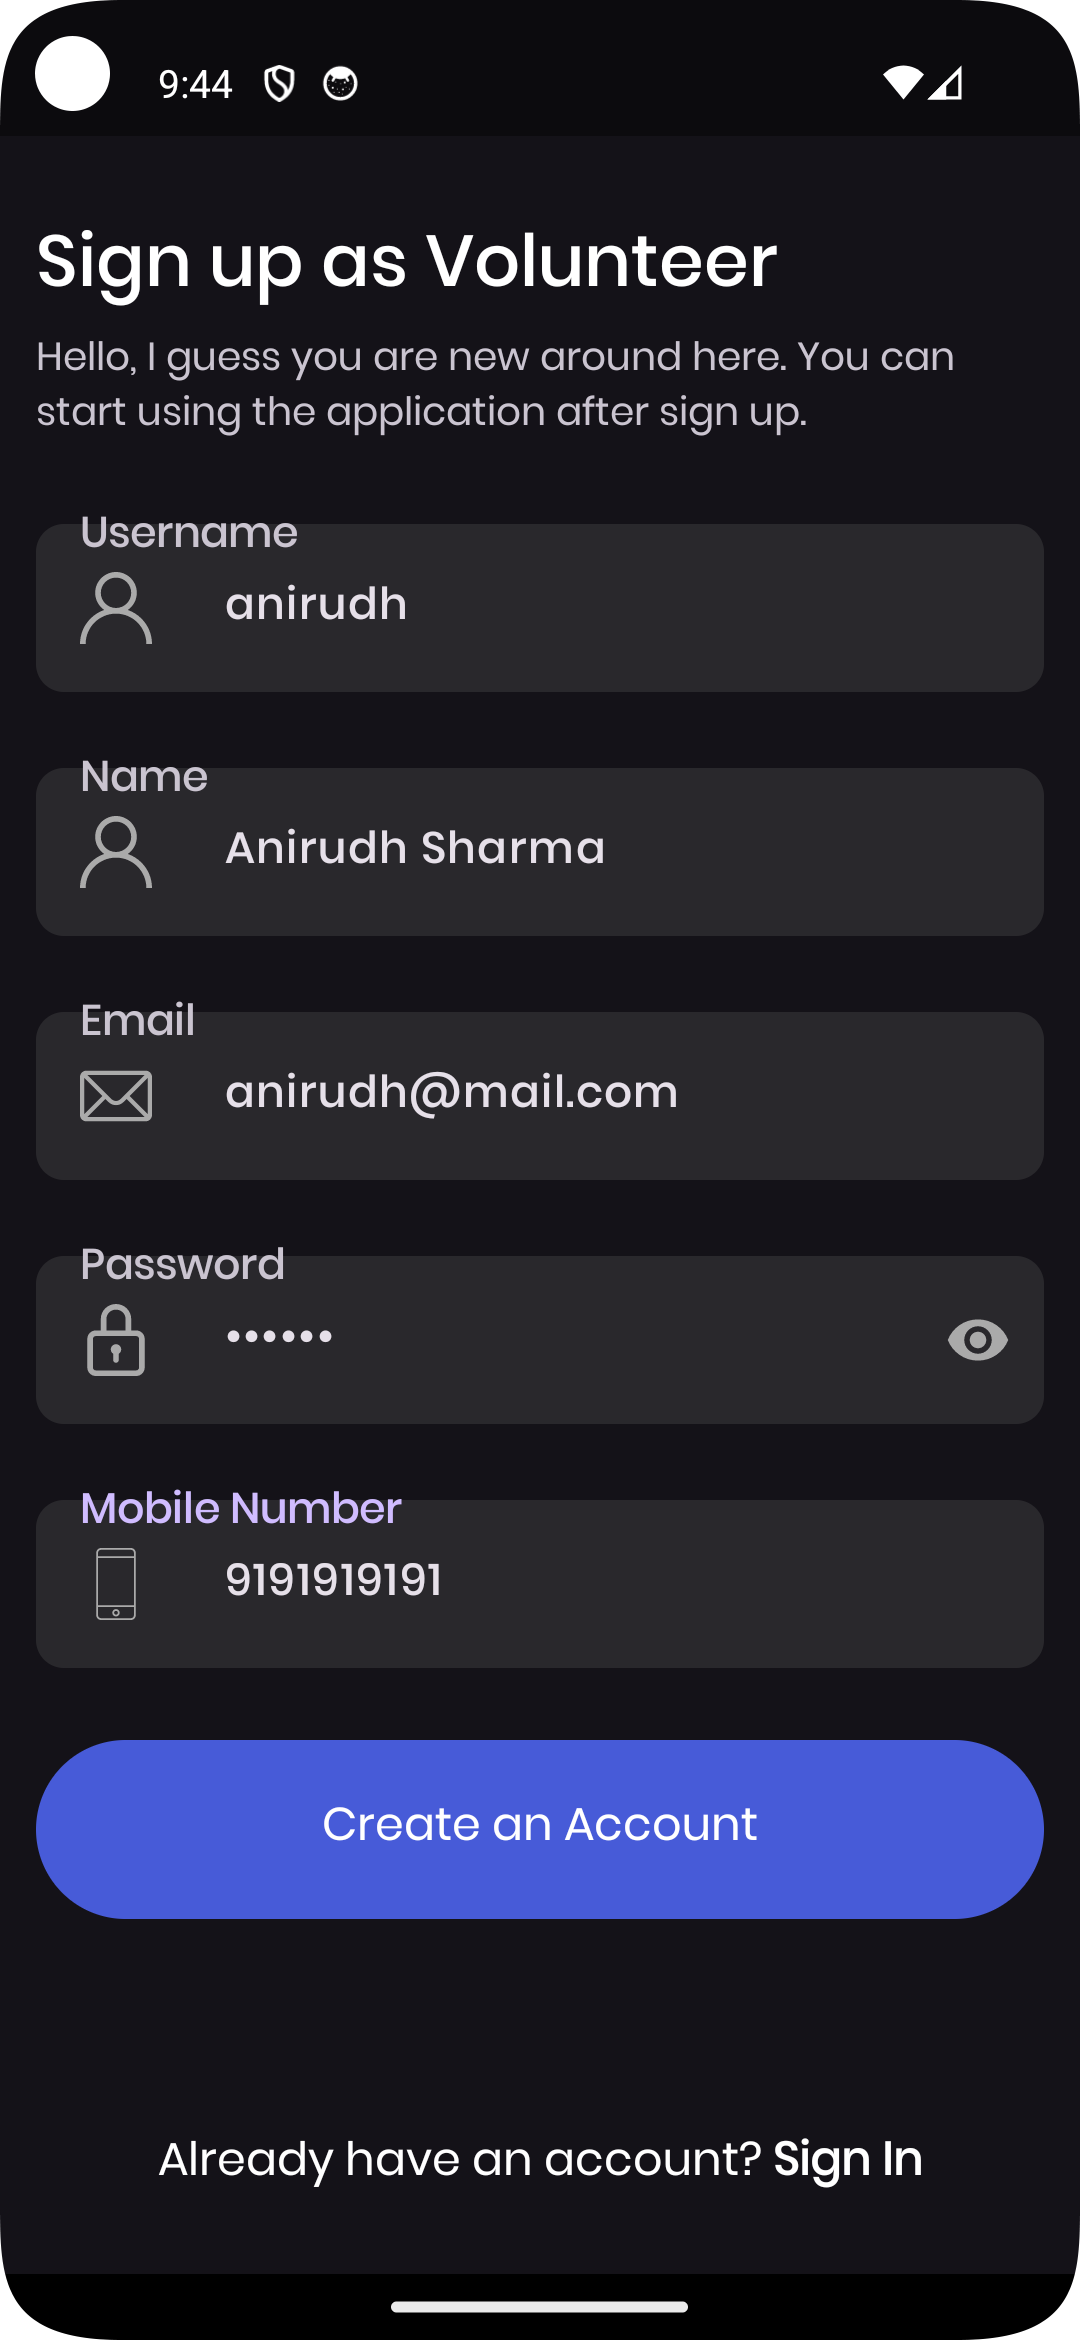 9:44
Sign up as Volunteer
Hello, I guess you are new around here. You can
start using the application after sign up.
Username
anirudh
Name
Anirudh Sharma
Email
anirudh@mail.com
Password
••••••
Mobile Number
9191919191
Create an Account
Already have an account? Sign In